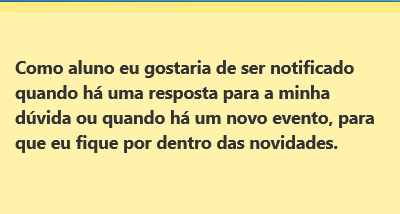 Como aluno eu gostaria de ser notificado
quando há uma resposta para a minha
dúvida ou quando há um novo evento, para
que eu fique por dentro das novidades.